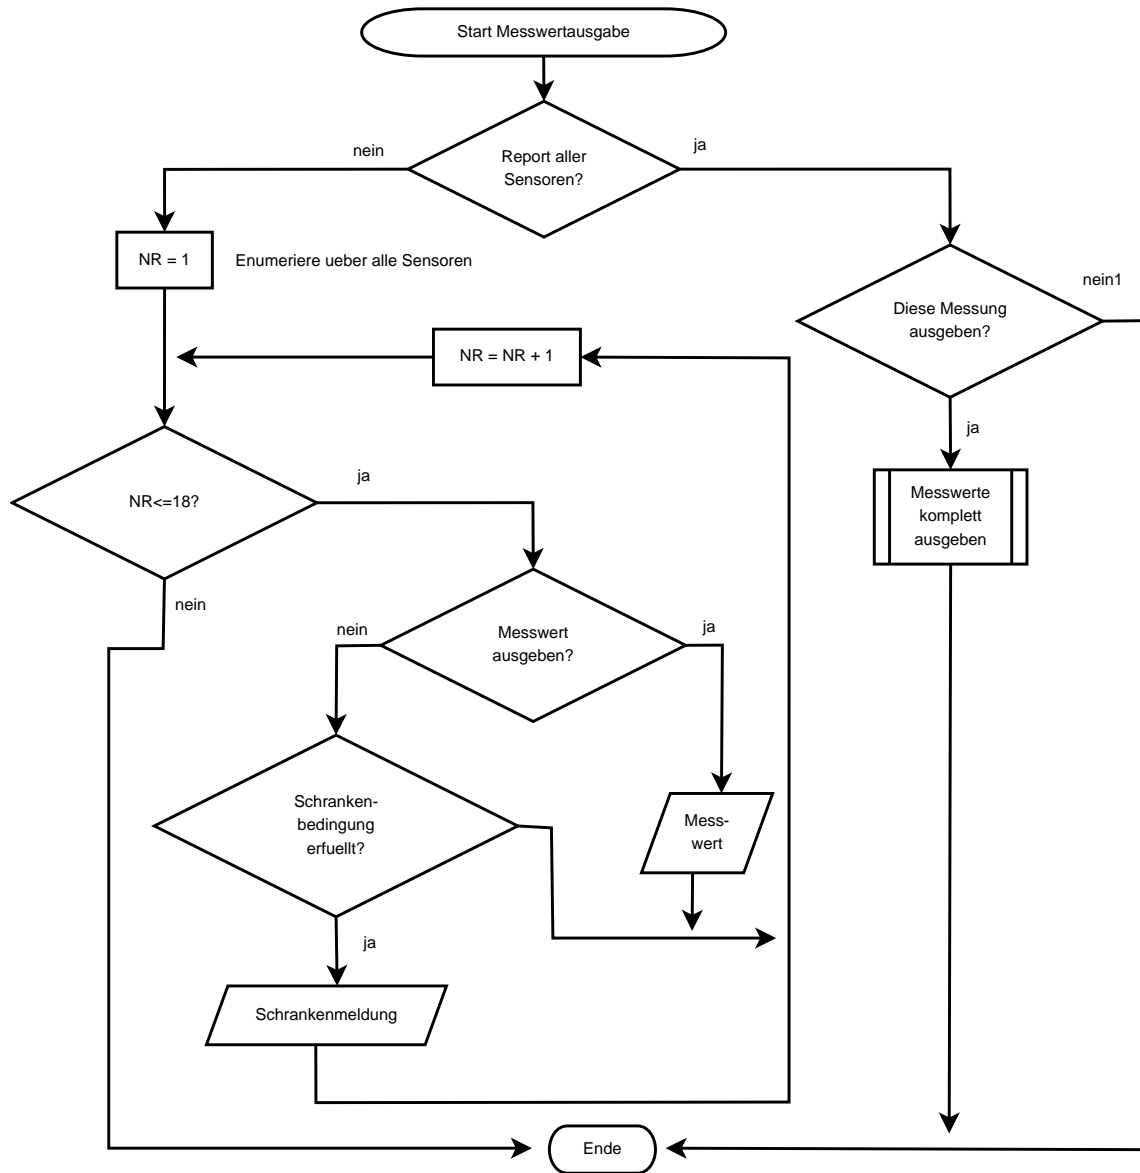 Start Messwertausgabe
Report aller
Sensoren?
nein
ja
NR = 1
Enumeriere ueber alle Sensoren
nein1
Diese Messung
ausgeben?
NR = NR + 1
ja
Messwerte
komplett
ausgeben
NR<=18?
ja
nein
Messwert
ausgeben?
nein
ja
Schranken-
bedingung
erfuellt?
Mess-
wert
ja
Schrankenmeldung
Ende